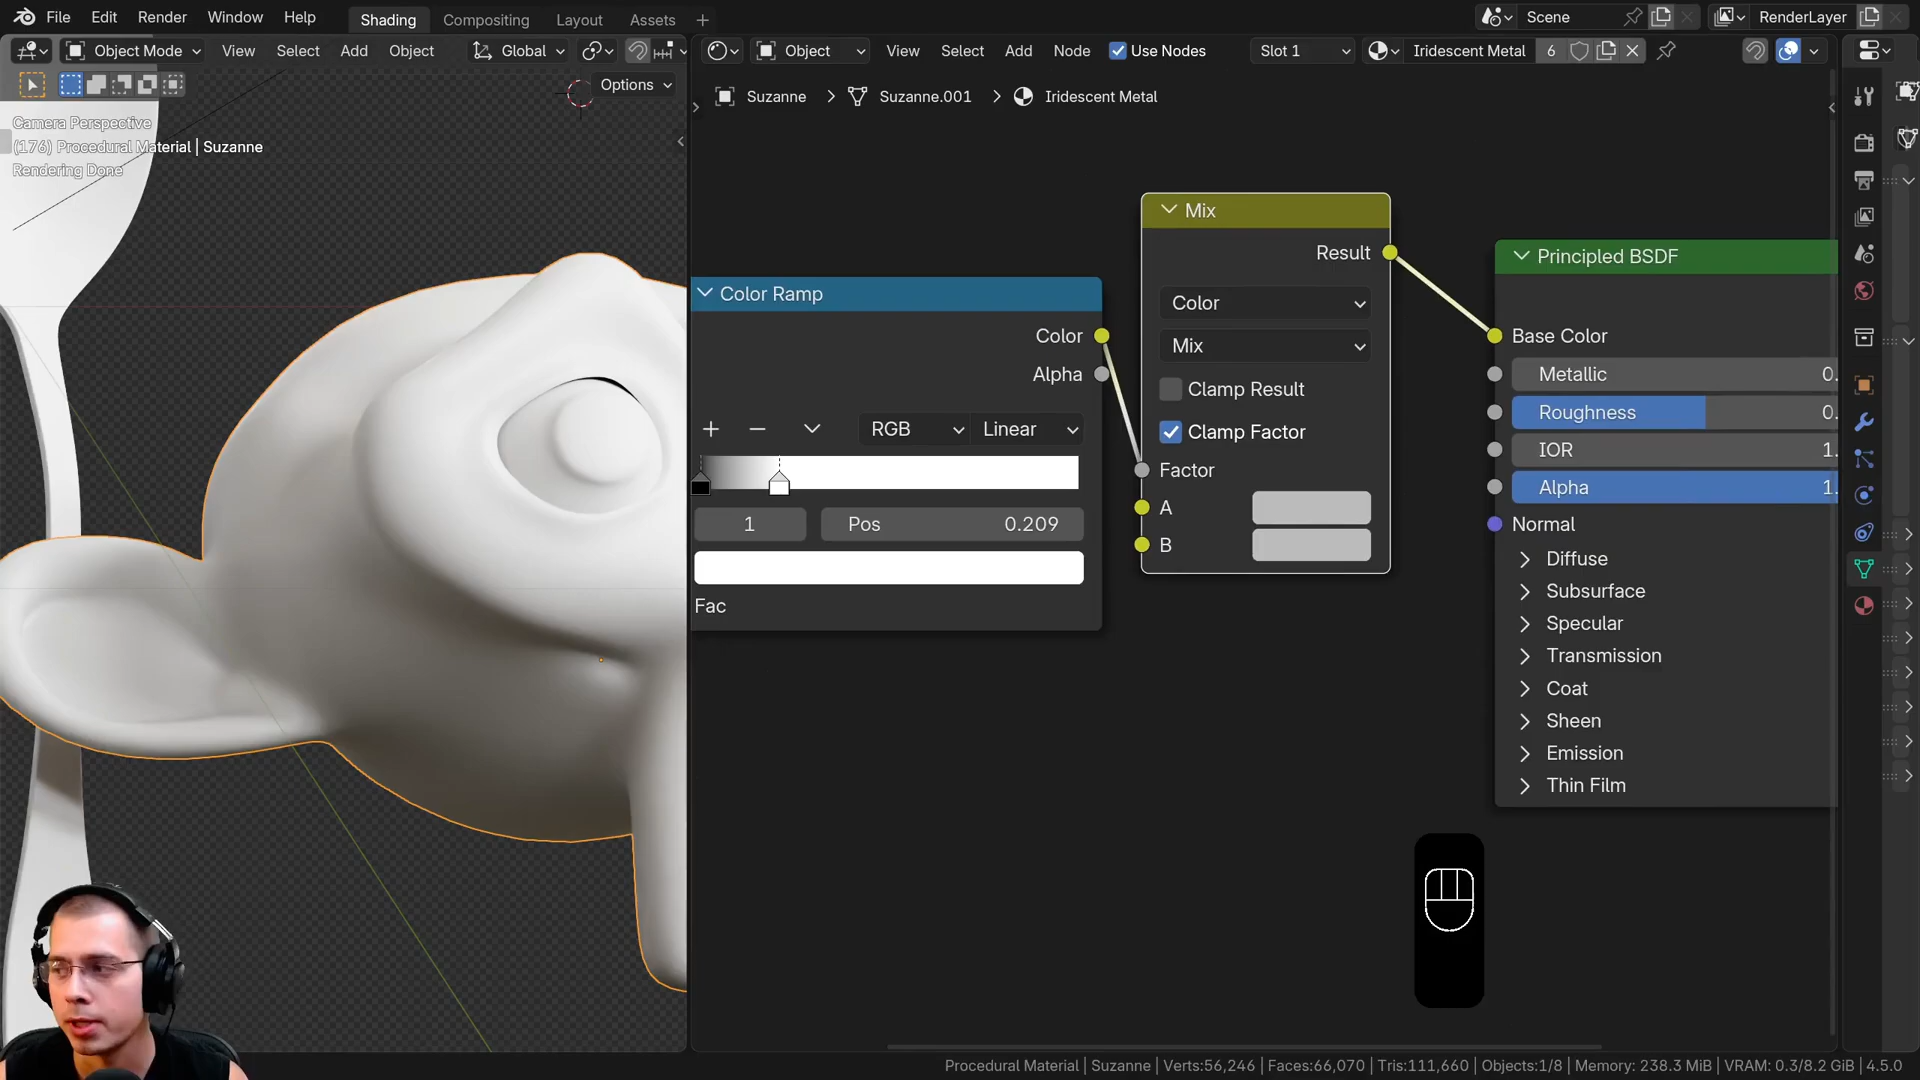 File Edit Render Window Help Shading Compositing Layout Assets + Scene RenderLayer
Object Mode View Select Add Object Global Object View Select Add Node Use Nodes Slot 1 Iridescent Metal 6
Options
Suzanne > Suzanne.001 > Iridescent Metal
Camera Perspective
(176) Procedural Material | Suzanne
Rendering Done
Color Ramp
Color
Alpha
RGB Linear
1 Pos 0.209
Fac
Mix
Result
Color
Mix
Clamp Result
Clamp Factor
Factor
A
B
Principled BSDF
Base Color
Metallic 0.
Roughness 0.
IOR 1.
Alpha 1.
Normal
Diffuse
Subsurface
Specular
Transmission
Coat
Sheen
Emission
Thin Film
Procedural Material | Suzanne | Verts:56,246 | Faces:66,070 | Tris:111,660 | Objects:1/8 | Memory: 238.3 MiB | VRAM: 0.3/8.2 GiB | 4.5.0